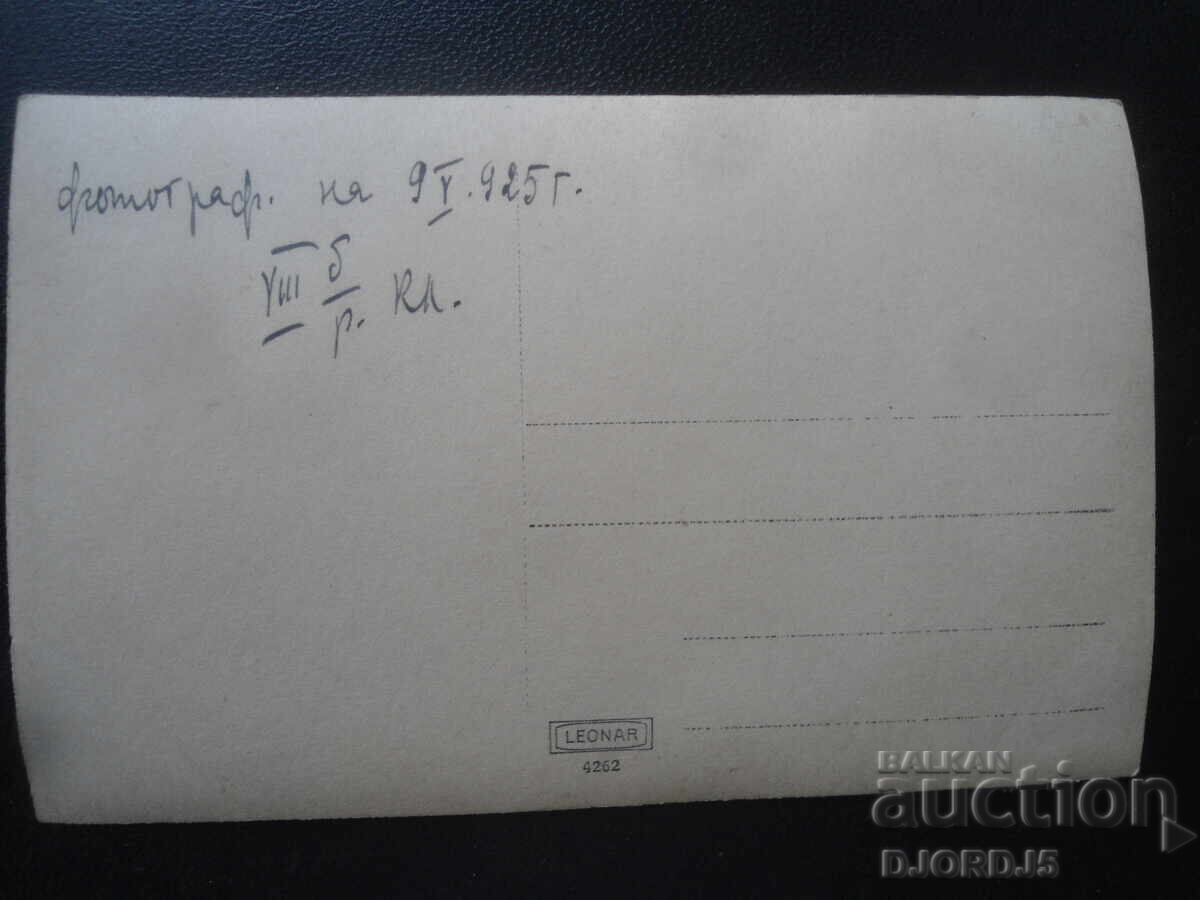 фотограф. на 9 V. 925 г.
VIII б/р. кл.
LEONAR
4262
BALKAN
auction
DJORDJ5